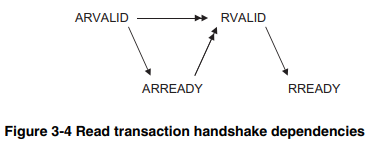 ARVALID RVALID
ARREADY RREADY
Figure 3-4 Read transaction handshake dependencies